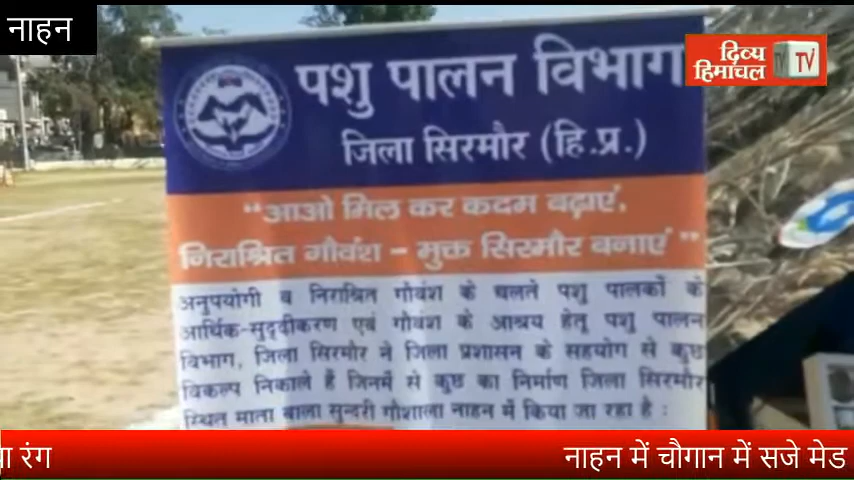 नाहन
दिव्य
हिमाचल
TV
पशु पालन विभाग
जिला सिरमौर (हि.प्र.)
“आओ मिल कर कदम बढ़ाएं,
निराश्रित गौवंश – मुक्त सिरमौर बनाएं”
अनुपयोगी व निराश्रित गौवंश के चलते पशु पालकों के
आर्थिक-सुदृढीकरण एवं गौवंश के आश्रय हेतु पशु पालन
विभाग, जिला सिरमौर ने जिला प्रशासन के सहयोग से कुछ
विकल्प निकाले हैं जिनमें से कुछ का निर्माण जिला सिरमौर
स्थित माता बाला सुन्दरी गौशाला नाहन में किया जा रहा है :
रंग
नाहन में चौगान में सजे मेड